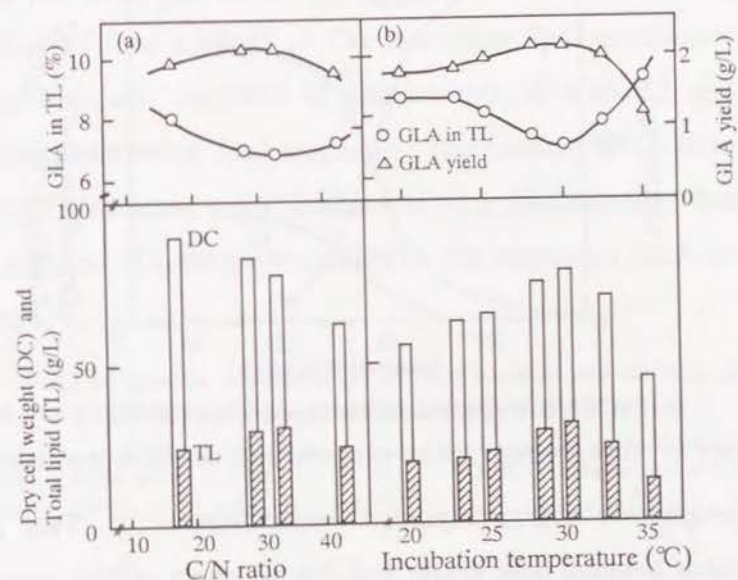 (a)
(b)
10
8
6
GLA in TL (%)
2
1
0
GLA yield (g/L)
GLA in TL
GLA yield
100
50
0
Dry cell weight (DC) and
Total lipid (TL) (g/L)
DC
TL
10 20 30 40
C/N ratio
20 25 30 35
Incubation temperature (℃)